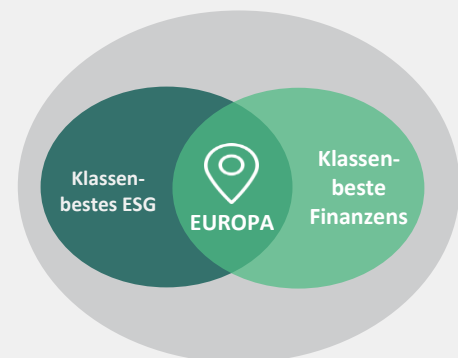 Klassen-
bestes ESG
EUROPA
Klassen-
beste
Finanzens